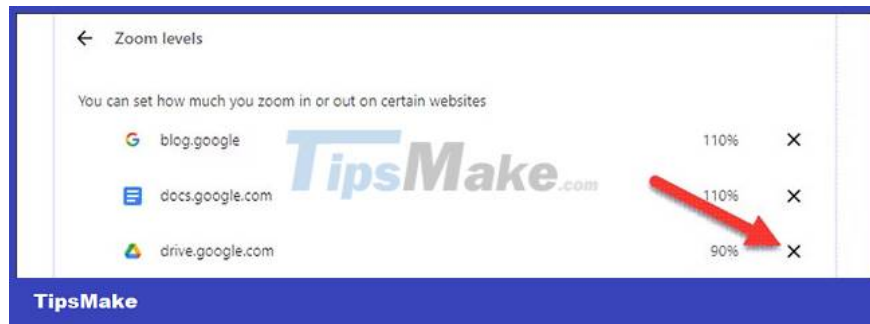 Zoom levels
You can set how much you zoom in or out on certain websites
blog.google 110%
TipsMake.com
docs.google.com 110%
drive.google.com 90%
TipsMake